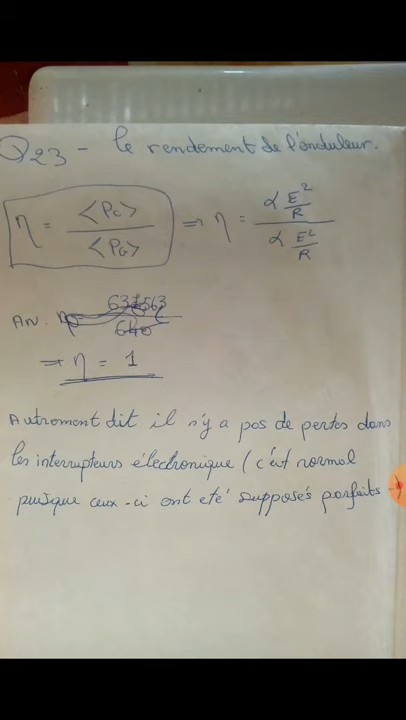 Q23 - le rendement de l'onduleur.
η = <Pc> / <PG> ⇒ η = α E²/R / α E²/R
AN. 640
⇒ η = 1
Autrement dit il n'y a pas de pertes dans
les interrupteurs électronique (c'est normal
puisque ceux-ci ont été supposés parfaits